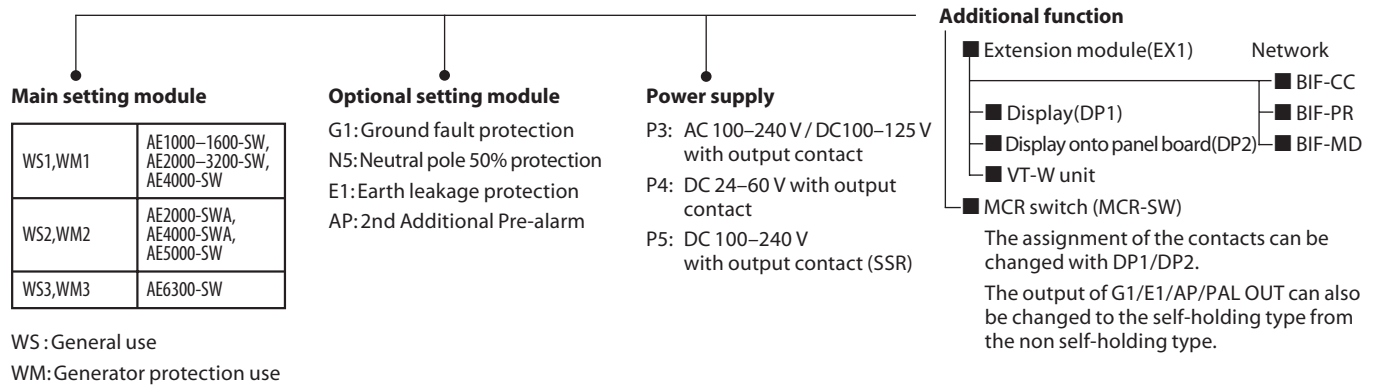 Additional function
Extension module(EX1)
Network
BIF-CC
Display(DP1)
BIF-PR
Display onto panel board(DP2)
BIF-MD
VT-W unit
MCR switch (MCR-SW)
The assignment of the contacts can be
changed with DP1/DP2.
The output of G1/E1/AP/PAL OUT can also
be changed to the self-holding type from
the non self-holding type.
Main setting module
WS1,WM1
AE1000–1600-SW,
AE2000–3200-SW,
AE4000-SW
WS2,WM2
AE2000-SWA,
AE4000-SWA,
AE5000-SW
WS3,WM3
AE6300-SW
WS :General use
WM:Generator protection use
Optional setting module
G1:Ground fault protection
N5:Neutral pole 50% protection
E1:Earth leakage protection
AP:2nd Additional Pre-alarm
Power supply
P3: AC 100–240 V / DC100–125 V
with output contact
P4: DC 24–60 V with output
contact
P5: DC 100–240 V
with output contact (SSR)